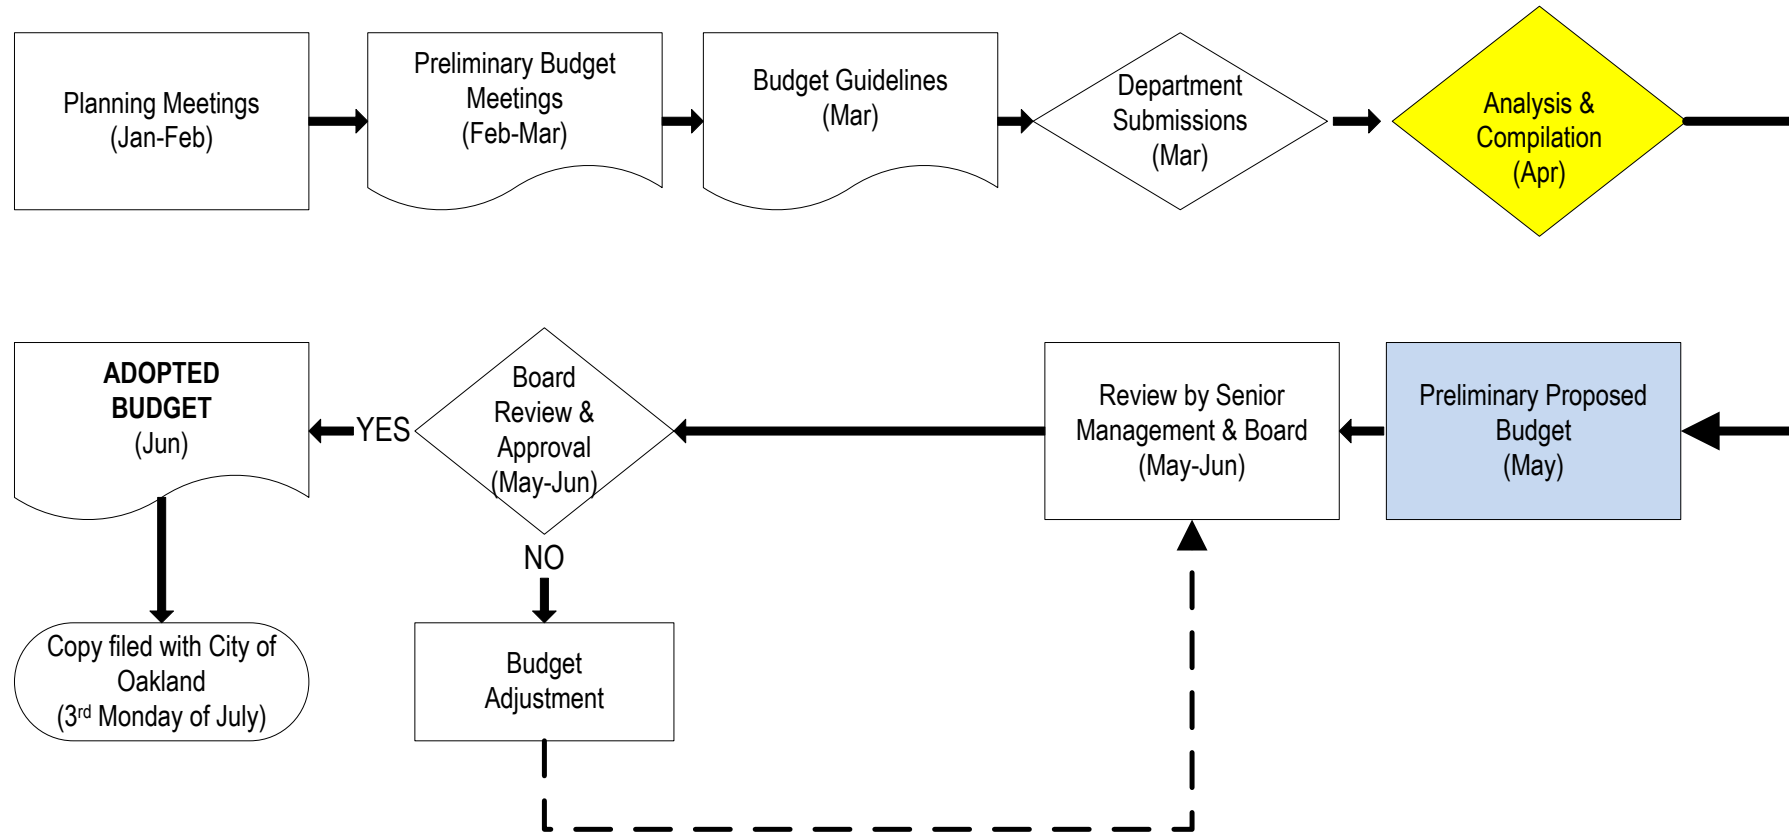 Planning Meetings
(Jan-Feb)
Preliminary Budget
Meetings
(Feb-Mar)
Budget Guidelines
(Mar)
Department
Submissions
(Mar)
Analysis &
Compilation
(Apr)
ADOPTED
BUDGET
(Jun)
YES
Board
Review &
Approval
(May-Jun)
Review by Senior
Management & Board
(May-Jun)
Preliminary Proposed
Budget
(May)
NO
Copy filed with City of
Oakland
(3rd Monday of July)
Budget
Adjustment